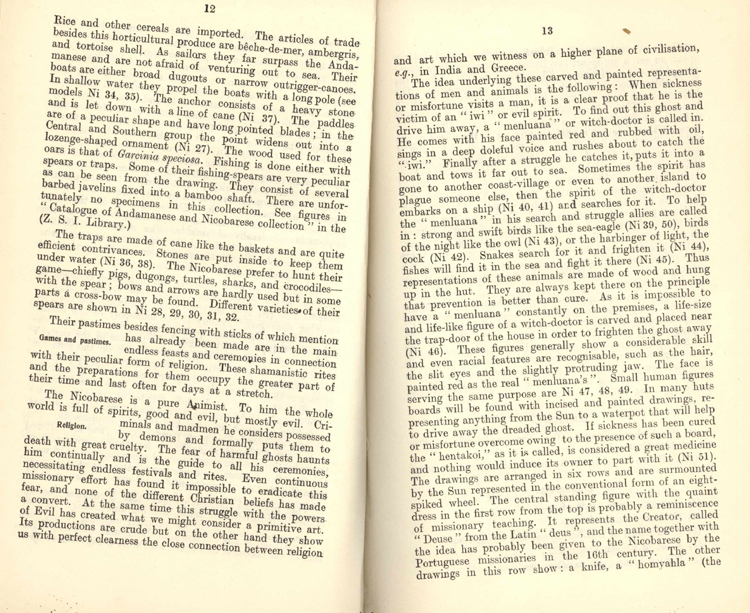 12
Rice and other cereals are imported. The articles of trade
besides this horticultural produce are bêche-de-mer, ambergris,
and tortoise shell. As sailors they far surpass the Anda-
manese and are not afraid of venturing out to sea. Their
boats are either broad dugouts or narrow outrigger-canoes.
In shallow water they propel the boats with a long pole (see
models Ni 34, 35). The anchor consists of a heavy stone
and is let down with a line of cane (Ni 37). The paddles
are of a peculiar shape and have long pointed blades; in the
Central and Southern group the point widens out into a
lozenge-shaped ornament (Ni 27). The wood used for these
oars is that of Garcinia speciosa. Fishing is done either with
spears or traps. Some of their fishing-spears are very peculiar
as can be seen from the drawing. They consist of several
barbed javelins fixed into a bamboo shaft. There are unfor-
tunately no specimens in this collection. See figures in
"Catalogue of Andamanese and Nicobarese collection" in the
(Z. S. I. Library.)
The traps are made of cane like the baskets and are quite
efficient contrivances. Stones are put inside to keep them
under water (Ni 36, 38). The Nicobarese prefer to hunt their
game—chiefly pigs, dugongs, turtles, sharks, and crocodiles—
with the spear; bows and arrows are hardly used but in some
parts a cross-bow may be found. Different varieties of their
spears are shown in Ni 28, 29, 30, 31, 32.
Their pastimes besides fencing with sticks of which mention
Games and pastimes.
has already been made are in the main
endless feasts and ceremonies in connection
with their peculiar form of religion. These shamanistic rites
and the preparations for them occupy the greater part of
their time and last often for days at a stretch.
The Nicobarese is a pure Animist. To him the whole
world is full of spirits, good and evil, but mostly evil. Cri-
Religion.
minals and madmen he considers possessed
by demons and formally puts them to
death with great cruelty. The fear of harmful ghosts haunts
him continually and is the guide to all his ceremonies,
necessitating endless festivals and rites. Even continuous
missionary effort has found it impossible to eradicate this
fear, and none of the different Christian beliefs has made
a convert. At the same time this struggle with the powers
of Evil has created what we might consider a primitive art.
Its productions are crude but on the other hand they show
us with perfect clearness the close connection between religion
13
and art which we witness on a higher plane of civilisation,
e.g., in India and Greece.
The idea underlying these carved and painted representa-
tions of men and animals is the following: When sickness
or misfortune visits a man, it is a clear proof that he is the
victim of an "iwi" or evil spirit. To find out this ghost and
drive him away, a "menluana" or witch-doctor is called in.
He comes with his face painted red and rubbed with oil,
sings in a deep doleful voice and rushes about to catch the
"iwi." Finally after a struggle he catches it, puts it into a
boat and tows it far out to sea. Sometimes the spirit has
gone to another coast-village or even to another island to
plague someone else, then the spirit of the witch-doctor
embarks on a ship (Ni 40, 41) and searches for it. To help
the "menluana" in his search and struggle allies are called
in: strong and swift birds like the sea-eagle (Ni 39, 50), birds
of the night like the owl (Ni 43), or the harbinger of light, the
cock (Ni 42). Snakes search for it and frighten it (Ni 44),
fishes will find it in the sea and fight it there (Ni 45). Thus
representations of these animals are made of wood and hung
up in the hut. They are always kept there on the principle
that prevention is better than cure. As it is impossible to
have a "menluana" constantly on the premises, a life-size
and life-like figure of a witch-doctor is carved and placed near
the trap-door of the house in order to frighten the ghost away
(Ni 46). These figures generally show a considerable skill
and even racial features are recognisable, such as the hair,
the slit eyes and the slightly protruding jaw. The face is
painted red as the real "menluana's". Small human figures
serving the same purpose are Ni 47, 48, 49. In many huts
boards will be found with incised and painted drawings, re-
presenting anything from the Sun to a waterpot that will help
to drive away the dreaded ghost. If sickness has been cured
or misfortune overcome owing to the presence of such a board,
the "hentakoi," as it is called, is considered a great medicine
and nothing would induce its owner to part with it (Ni 51).
The drawings are arranged in six rows and are surmounted
by the Sun represented in the conventional form of an eight-
spiked wheel. The central standing figure with the quaint
dress in the first row from the top is probably a reminiscence
of missionary teaching. It represents the Creator, called
"Deuse" from the Latin "deus", and the name together with
the idea has probably been given to the Nicobarese by the
Portuguese missionaries in the 16th century. The other
drawings in this row show: a knife, a "homyahla" (the